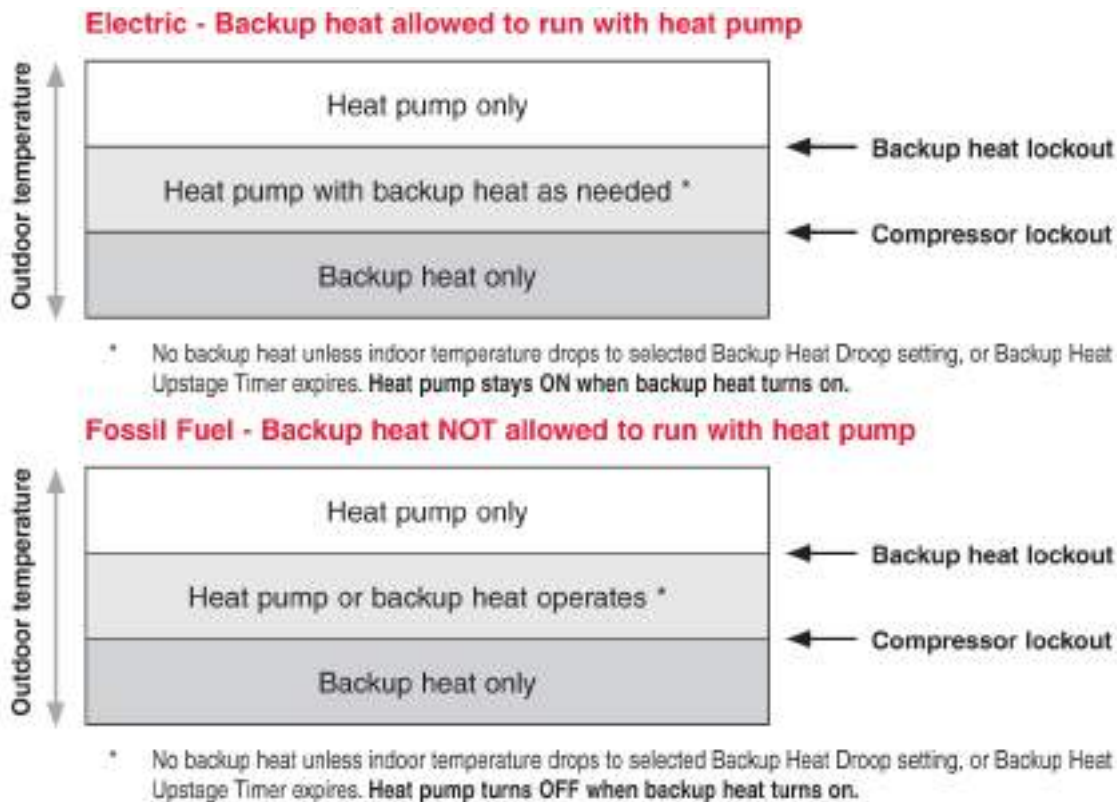 Electric - Backup heat allowed to run with heat pump
Outdoor temperature
Heat pump only
Backup heat lockout
Heat pump with backup heat as needed *
Compressor lockout
Backup heat only
* No backup heat unless indoor temperature drops to selected Backup Heat Droop setting, or Backup Heat
Upstage Timer expires. Heat pump stays ON when backup heat turns on.
Fossil Fuel - Backup heat NOT allowed to run with heat pump
Outdoor temperature
Heat pump only
Backup heat lockout
Heat pump or backup heat operates *
Compressor lockout
Backup heat only
* No backup heat unless indoor temperature drops to selected Backup Heat Droop setting, or Backup Heat
Upstage Timer expires. Heat pump turns OFF when backup heat turns on.